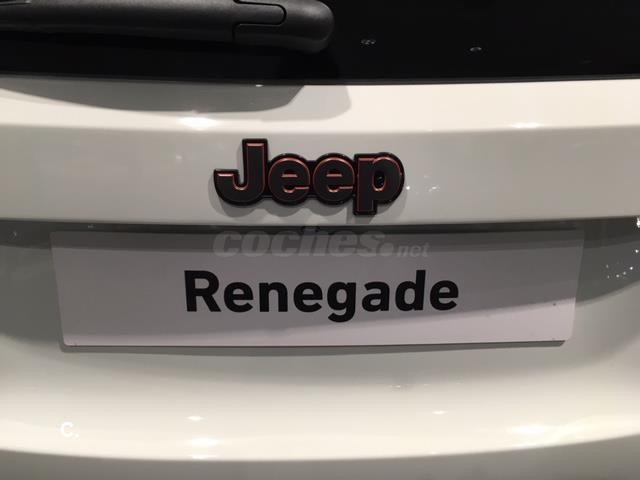 Jeep
coches.net
Renegade
c.